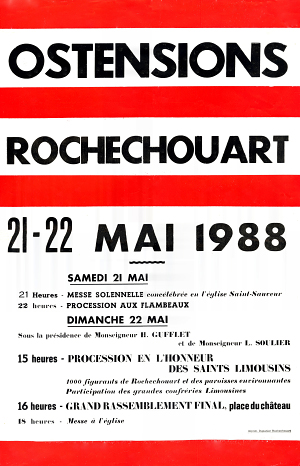 OSTENSIONS
ROCHECHOUART
21-22 MAI 1988
SAMEDI 21 MAI
21 Heures - MESSE SOLENNELLE concélébrée en l'église Saint-Sauveur
22 heures - PROCESSION AUX FLAMBEAUX
DIMANCHE 22 MAI
Sous la présidence de Monseigneur H. GUFFLET
et de Monseigneur L. SOULIER
15 heures - PROCESSION EN L'HONNEUR
DES SAINTS LIMOUSINS
1000 figurants de Rochechouart et des paroisses environnantes
Participation des grandes confréries Limousines
16 heures - GRAND RASSEMBLEMENT FINAL, place du château
18 heures - Messe à l'église